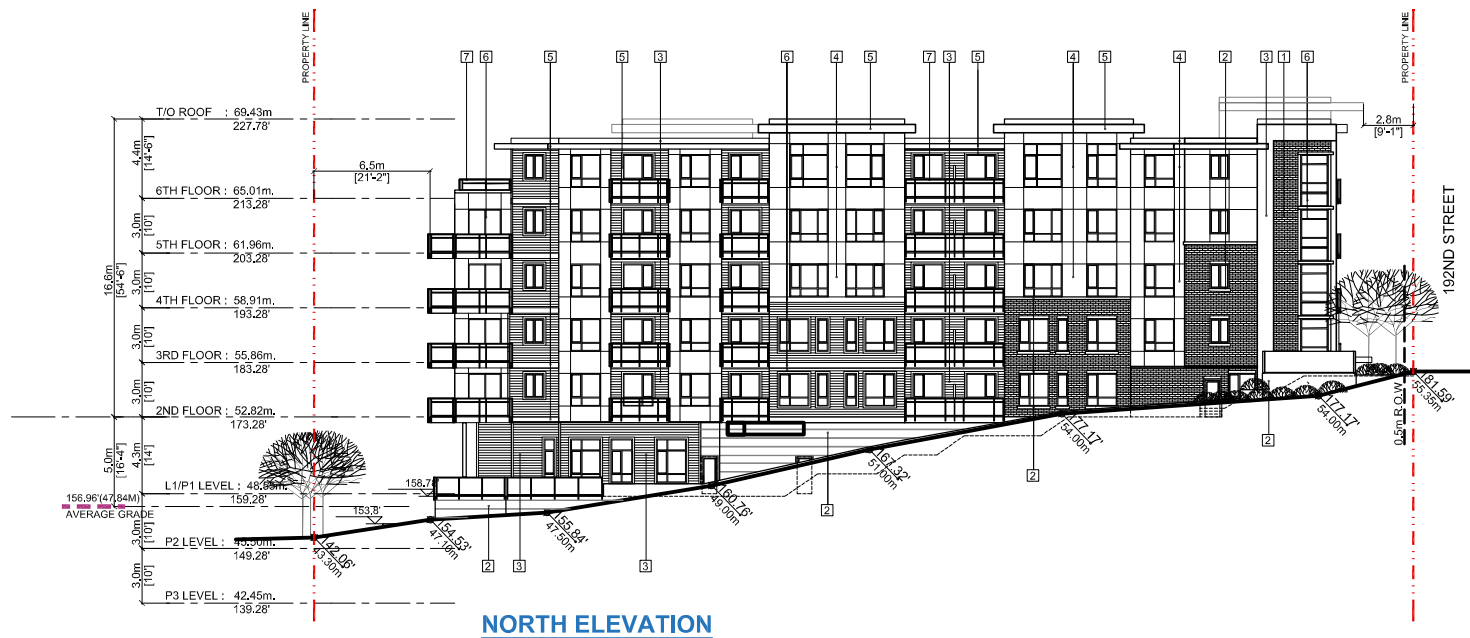 PROPERTY LINE
PROPERTY LINE
7 6 5 5 3 6 4 5 7 3 5 4 5 4 2 3 1 6
T/O ROOF : 69.43m
227.78'
2.8m
[9'-1"]
4.4m
[14'-6"]
6.5m
[21'-2"]
6TH FLOOR : 65.01m.
213.28'
3.0m
[10']
5TH FLOOR : 61.96m.
203.28'
16.6m
[54'-6"]
3.0m
[10']
4TH FLOOR : 58.91m.
193.28'
3.0m
[10']
3RD FLOOR : 55.86m.
183.28'
3.0m
[10']
2ND FLOOR : 52.82m.
173.28'
192ND STREET
0.5m R.O.W
181.59'
55.35m
177.17'
54.00m
177.17'
54.00m
167.32'
51.00m
160.76'
49.00m
155.84'
47.50m
154.53'
47.10m
142.06'
43.30m
5.0m
[16'-4"]
4.3m
[14']
L1/P1 LEVEL :
159.28'
158.78'
156.96'(47.84M)
AVERAGE GRADE
153.8'
3.0m
[10']
P2 LEVEL :
149.28'
3.0m
[10']
P3 LEVEL : 42.45m.
139.28'
2 3 3 2 2 2
NORTH ELEVATION